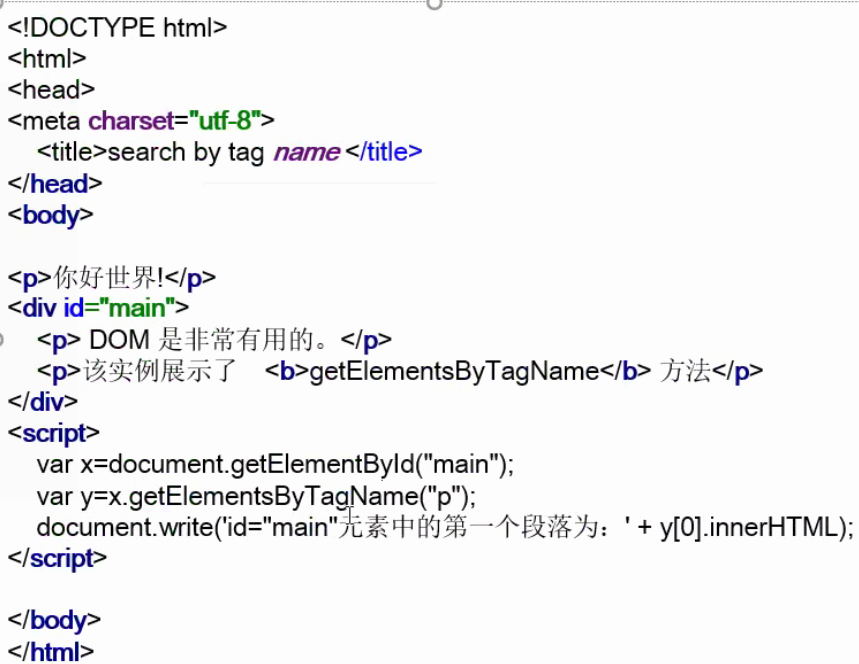 <!DOCTYPE html>
<html>
<head>
<meta charset="utf-8">
<title>search by tag name</title>
</head>
<body>
<p>你好世界!</p>
<div id="main">
<p> DOM 是非常有用的。</p>
<p>该实例展示了 <b>getElementsByTagName</b> 方法</p>
</div>
<script>
var x=document.getElementById("main");
var y=x.getElementsByTagName("p");
document.write('id="main"元素中的第一个段落为：' + y[0].innerHTML);
</script>
</body>
</html>